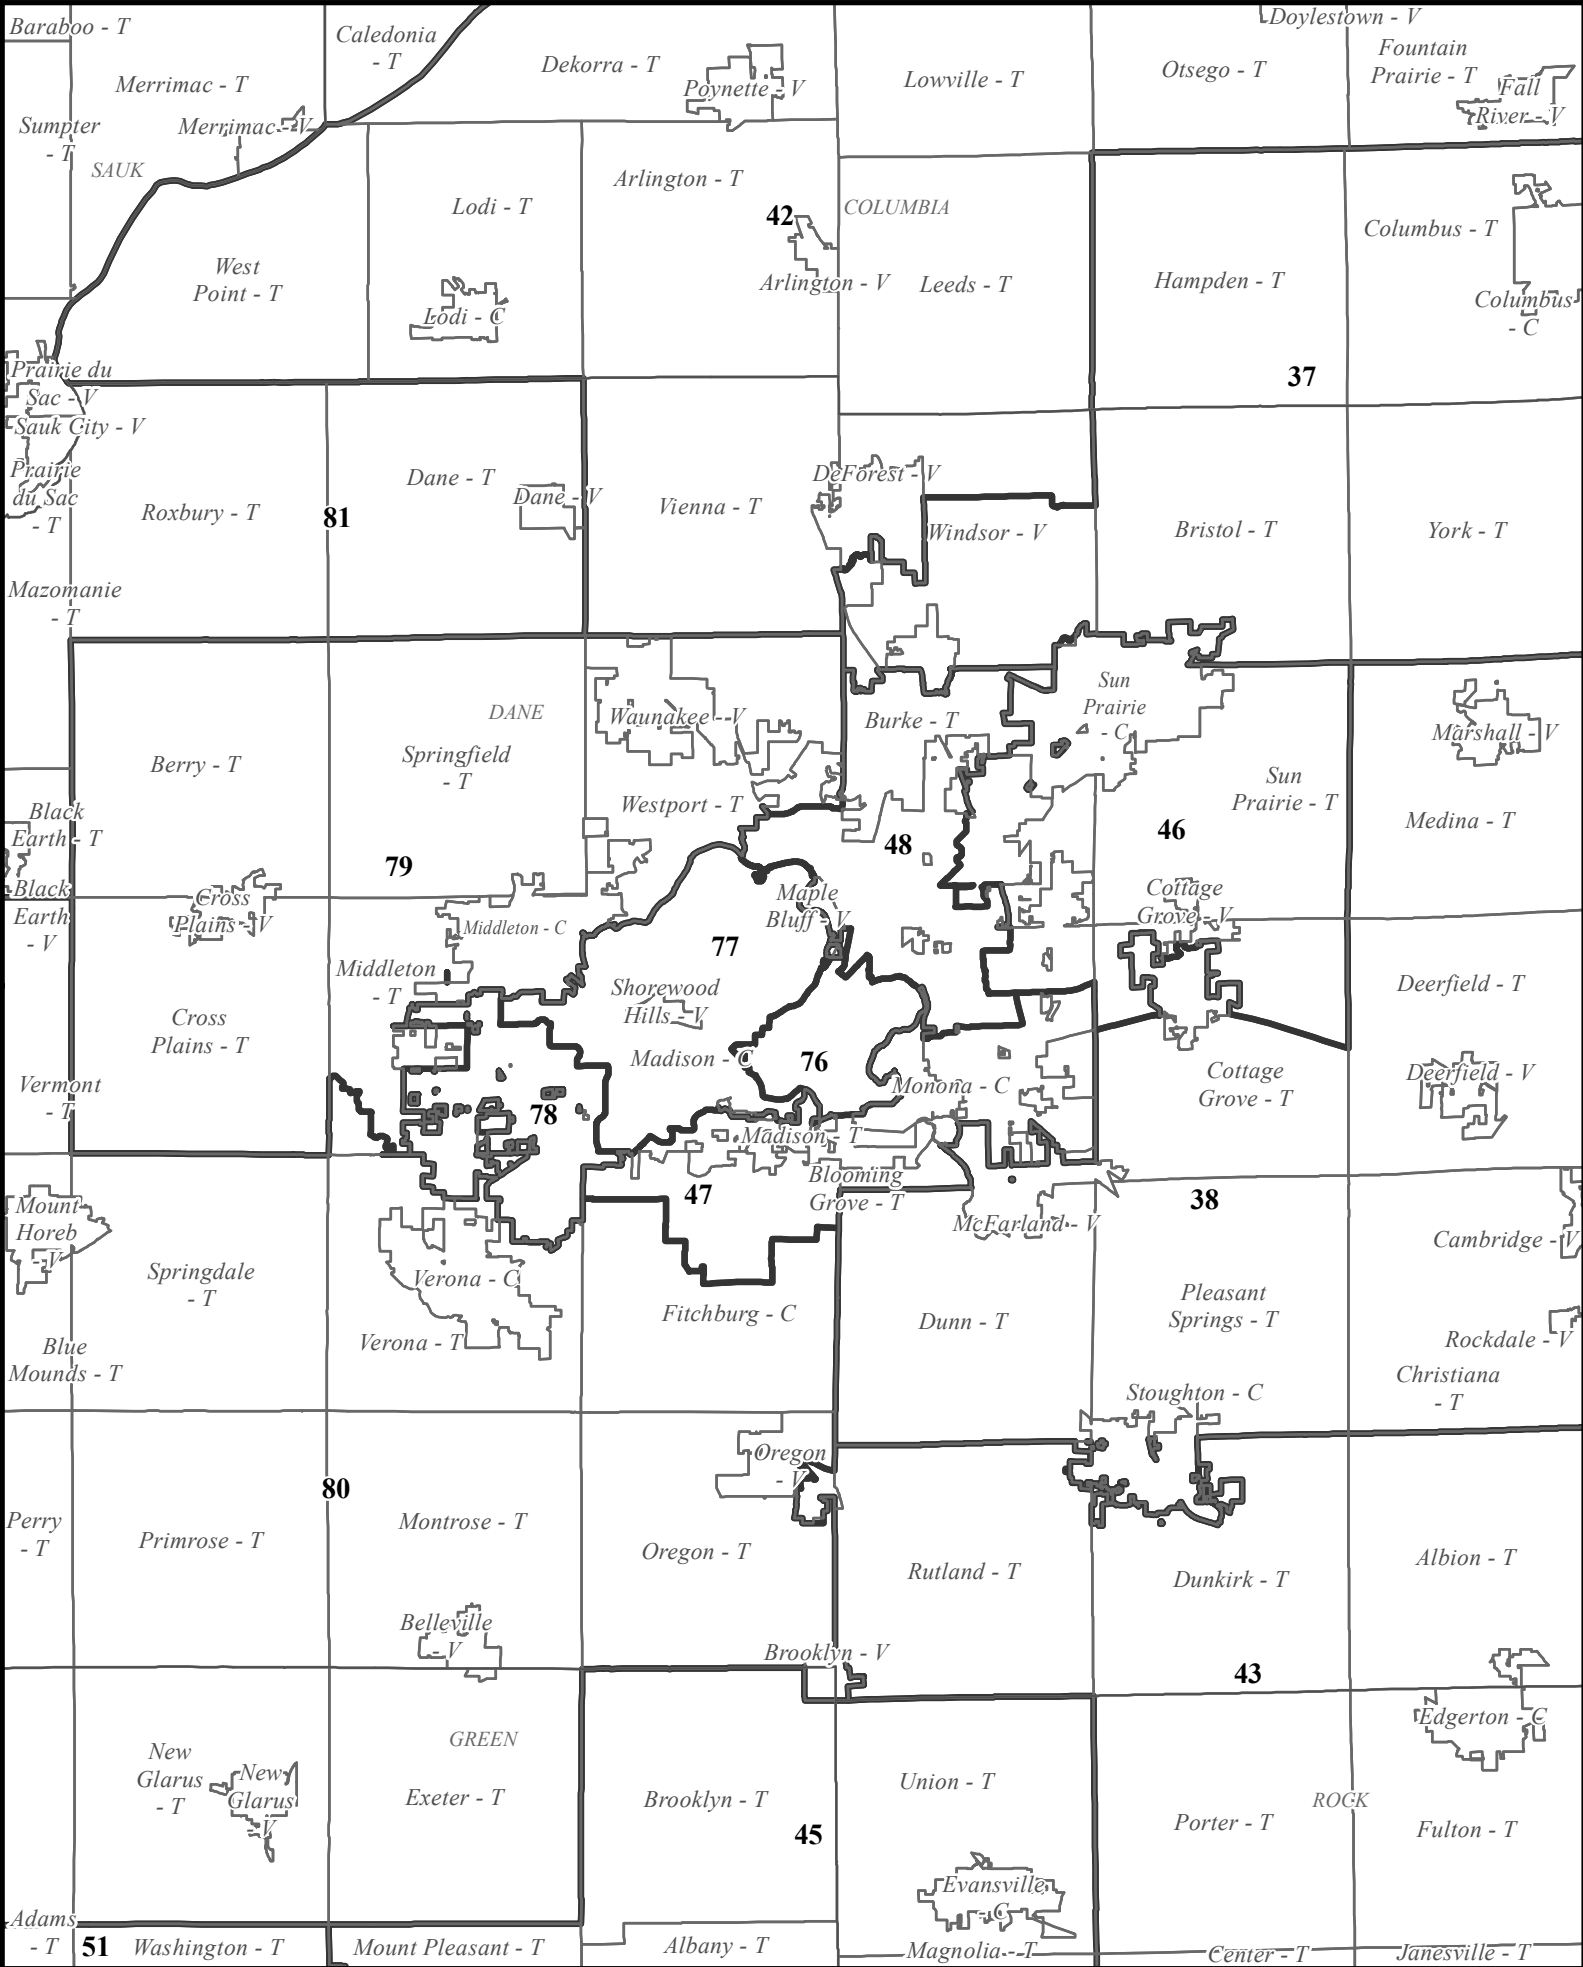 Baraboo - T
Caledonia
- T
Doylestown - V
Merrimac - T
Dekorra - T
Poynette - V
Lowville - T
Otsego - T
Fountain
Prairie - T
Fall
River - V
Sumpter
- T
Merrimac - V
SAUK
Lodi - T
Arlington - T
42
COLUMBIA
Columbus - T
West
Point - T
Arlington - V
Leeds - T
Hampden - T
Columbus
- C
Lodi - C
Prairie du
Sac - V
37
Sauk City - V
Prairie
du Sac
- T
Roxbury - T
81
Dane - T
Dane - V
Vienna - T
DeForest - V
Windsor - V
Bristol - T
York - T
Mazomanie
- T
DANE
Waunakee - V
Burke - T
Sun
Prairie
- C
Marshall - V
Berry - T
Springfield
- T
Westport - T
Sun
Prairie - T
Medina - T
Black
Earth - T
79
48
46
Black
Earth
- V
Cross
Plains - V
Middleton - C
Maple
Bluff - V
Cottage
Grove - V
77
Middleton
- T
Shorewood
Hills - V
Deerfield - T
Cross
Plains - T
Madison - C
76
Monona - C
Cottage
Grove - T
Deerfield - V
Vermont
- T
78
Madison - T
Blooming
Grove - T
47
38
Mount
Horeb
- V
McFarland - V
Cambridge - V
Springdale
- T
Verona - C
Fitchburg - C
Dunn - T
Pleasant
Springs - T
Rockdale - V
Blue
Mounds - T
Verona - T
Christiana
- T
Stoughton - C
Oregon
- V
80
Perry
- T
Primrose - T
Montrose - T
Oregon - T
Rutland - T
Dunkirk - T
Albion - T
Belleville
- V
Brooklyn - V
43
Edgerton - C
GREEN
New
Glarus
- T
New
Glarus
- V
Exeter - T
Brooklyn - T
Union - T
Porter - T
ROCK
Fulton - T
45
Evansville
- C
Adams
- T
51
Washington - T
Mount Pleasant - T
Albany - T
Magnolia - T
Center - T
Janesville - T